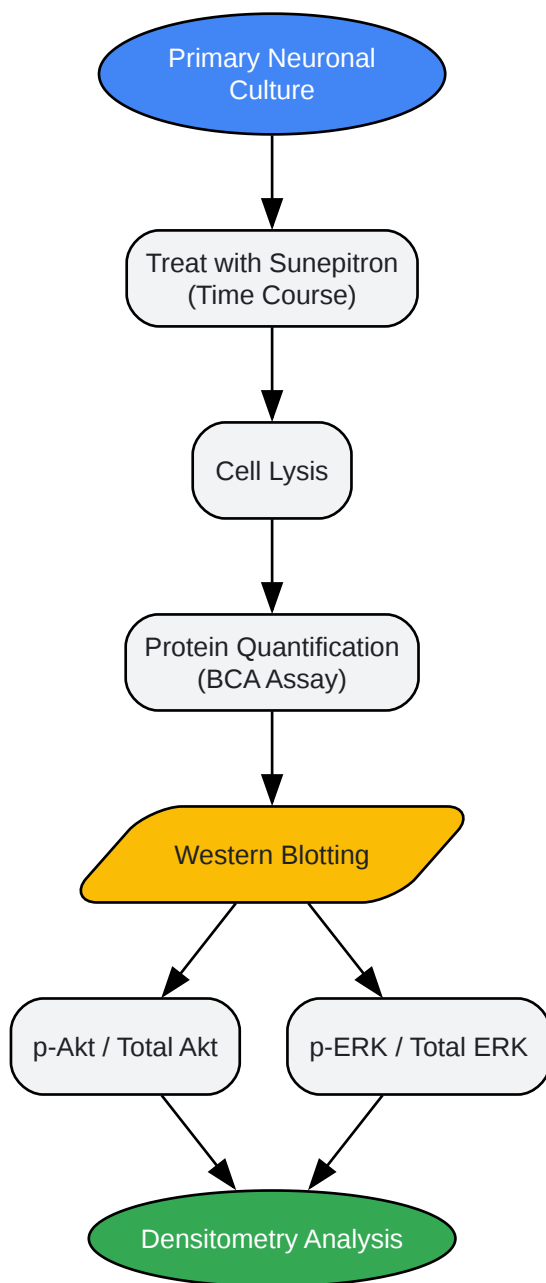 Primary Neuronal
Culture
Treat with Sunepitron
(Time Course)
Cell Lysis
Protein Quantification
(BCA Assay)
Western Blotting
p-Akt / Total Akt
p-ERK / Total ERK
Densitometry Analysis